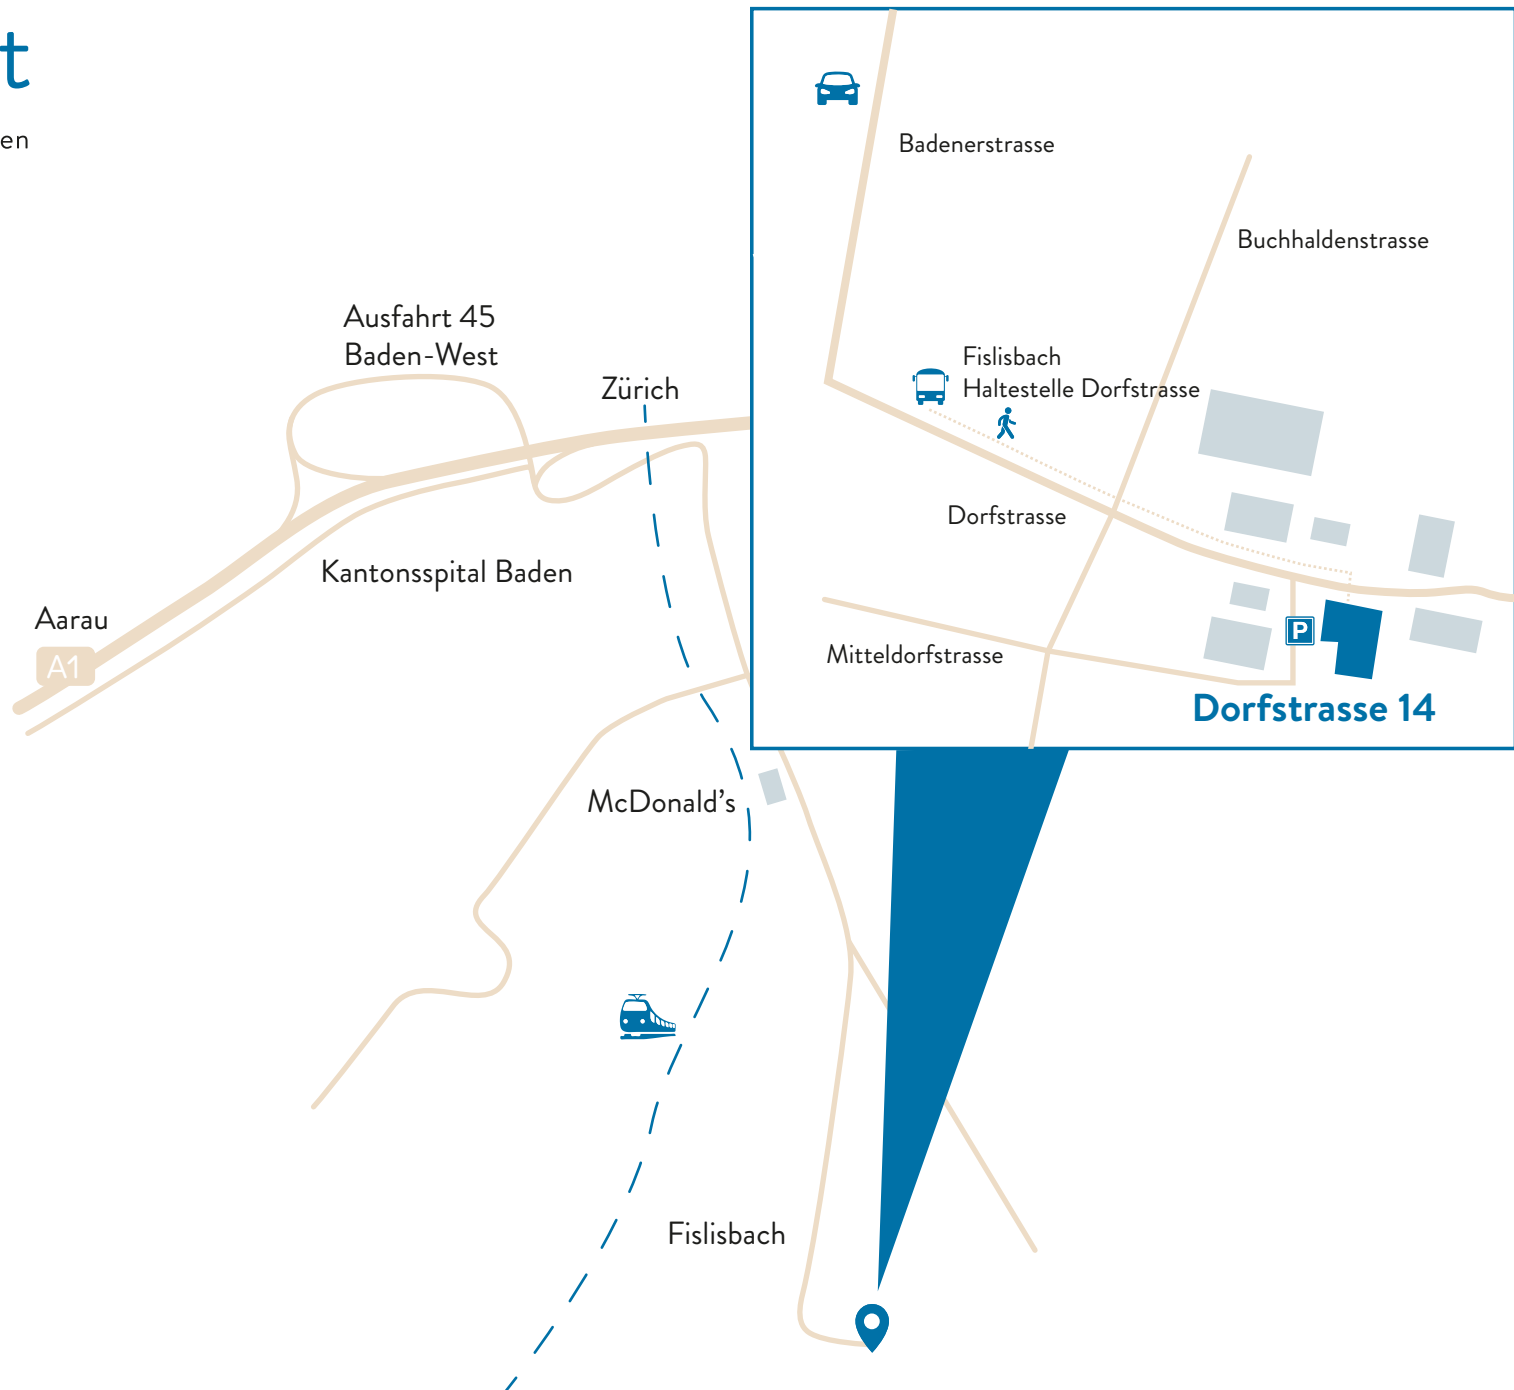 t
en
Badenerstrasse
Buchhaldenstrasse
Ausfahrt 45
Baden-West
Zürich
Fislisbach
Haltestelle Dorfstrasse
Dorfstrasse
Kantonsspital Baden
Aarau
A1
P
Mitteldorfstrasse
Dorfstrasse 14
McDonald's
Fislisbach